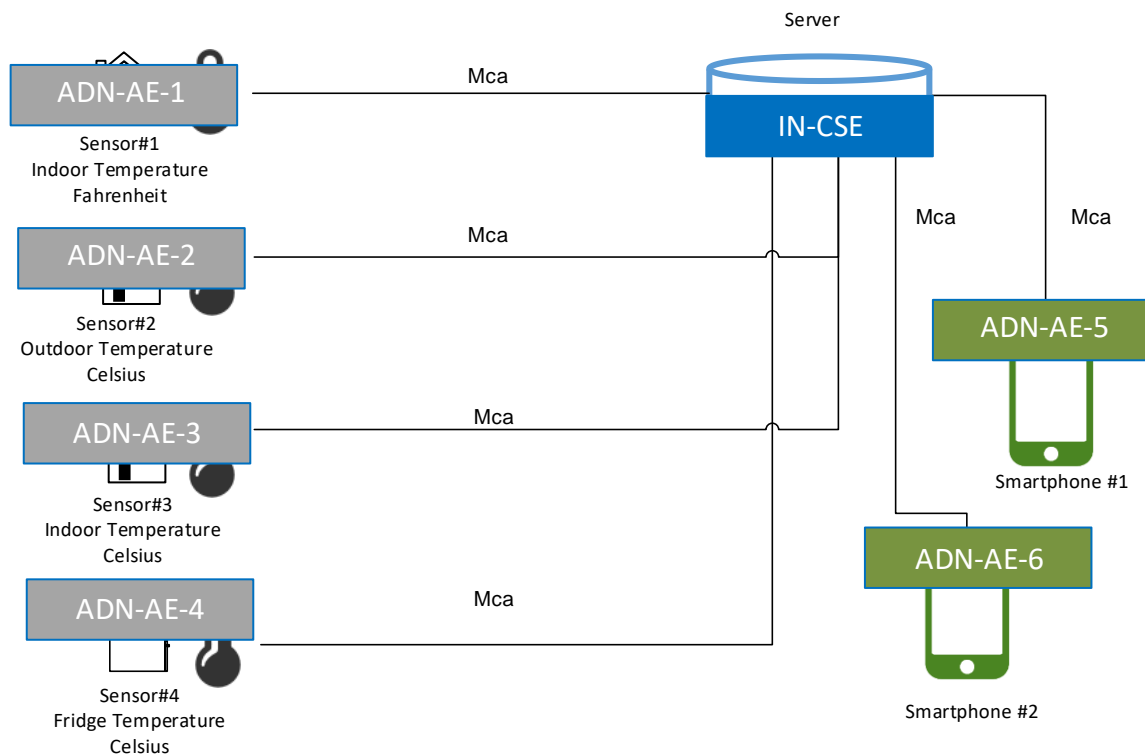 Server
Mca
ADN-AE-1
IN-CSE
Sensor#1
Indoor Temperature
Fahrenheit
Mca
Mca
Mca
ADN-AE-2
Sensor#2
Outdoor Temperature
Celsius
ADN-AE-5
Mca
ADN-AE-3
Smartphone #1
Sensor#3
Indoor Temperature
Celsius
ADN-AE-6
Mca
ADN-AE-4
Sensor#4
Fridge Temperature
Celsius
Smartphone #2